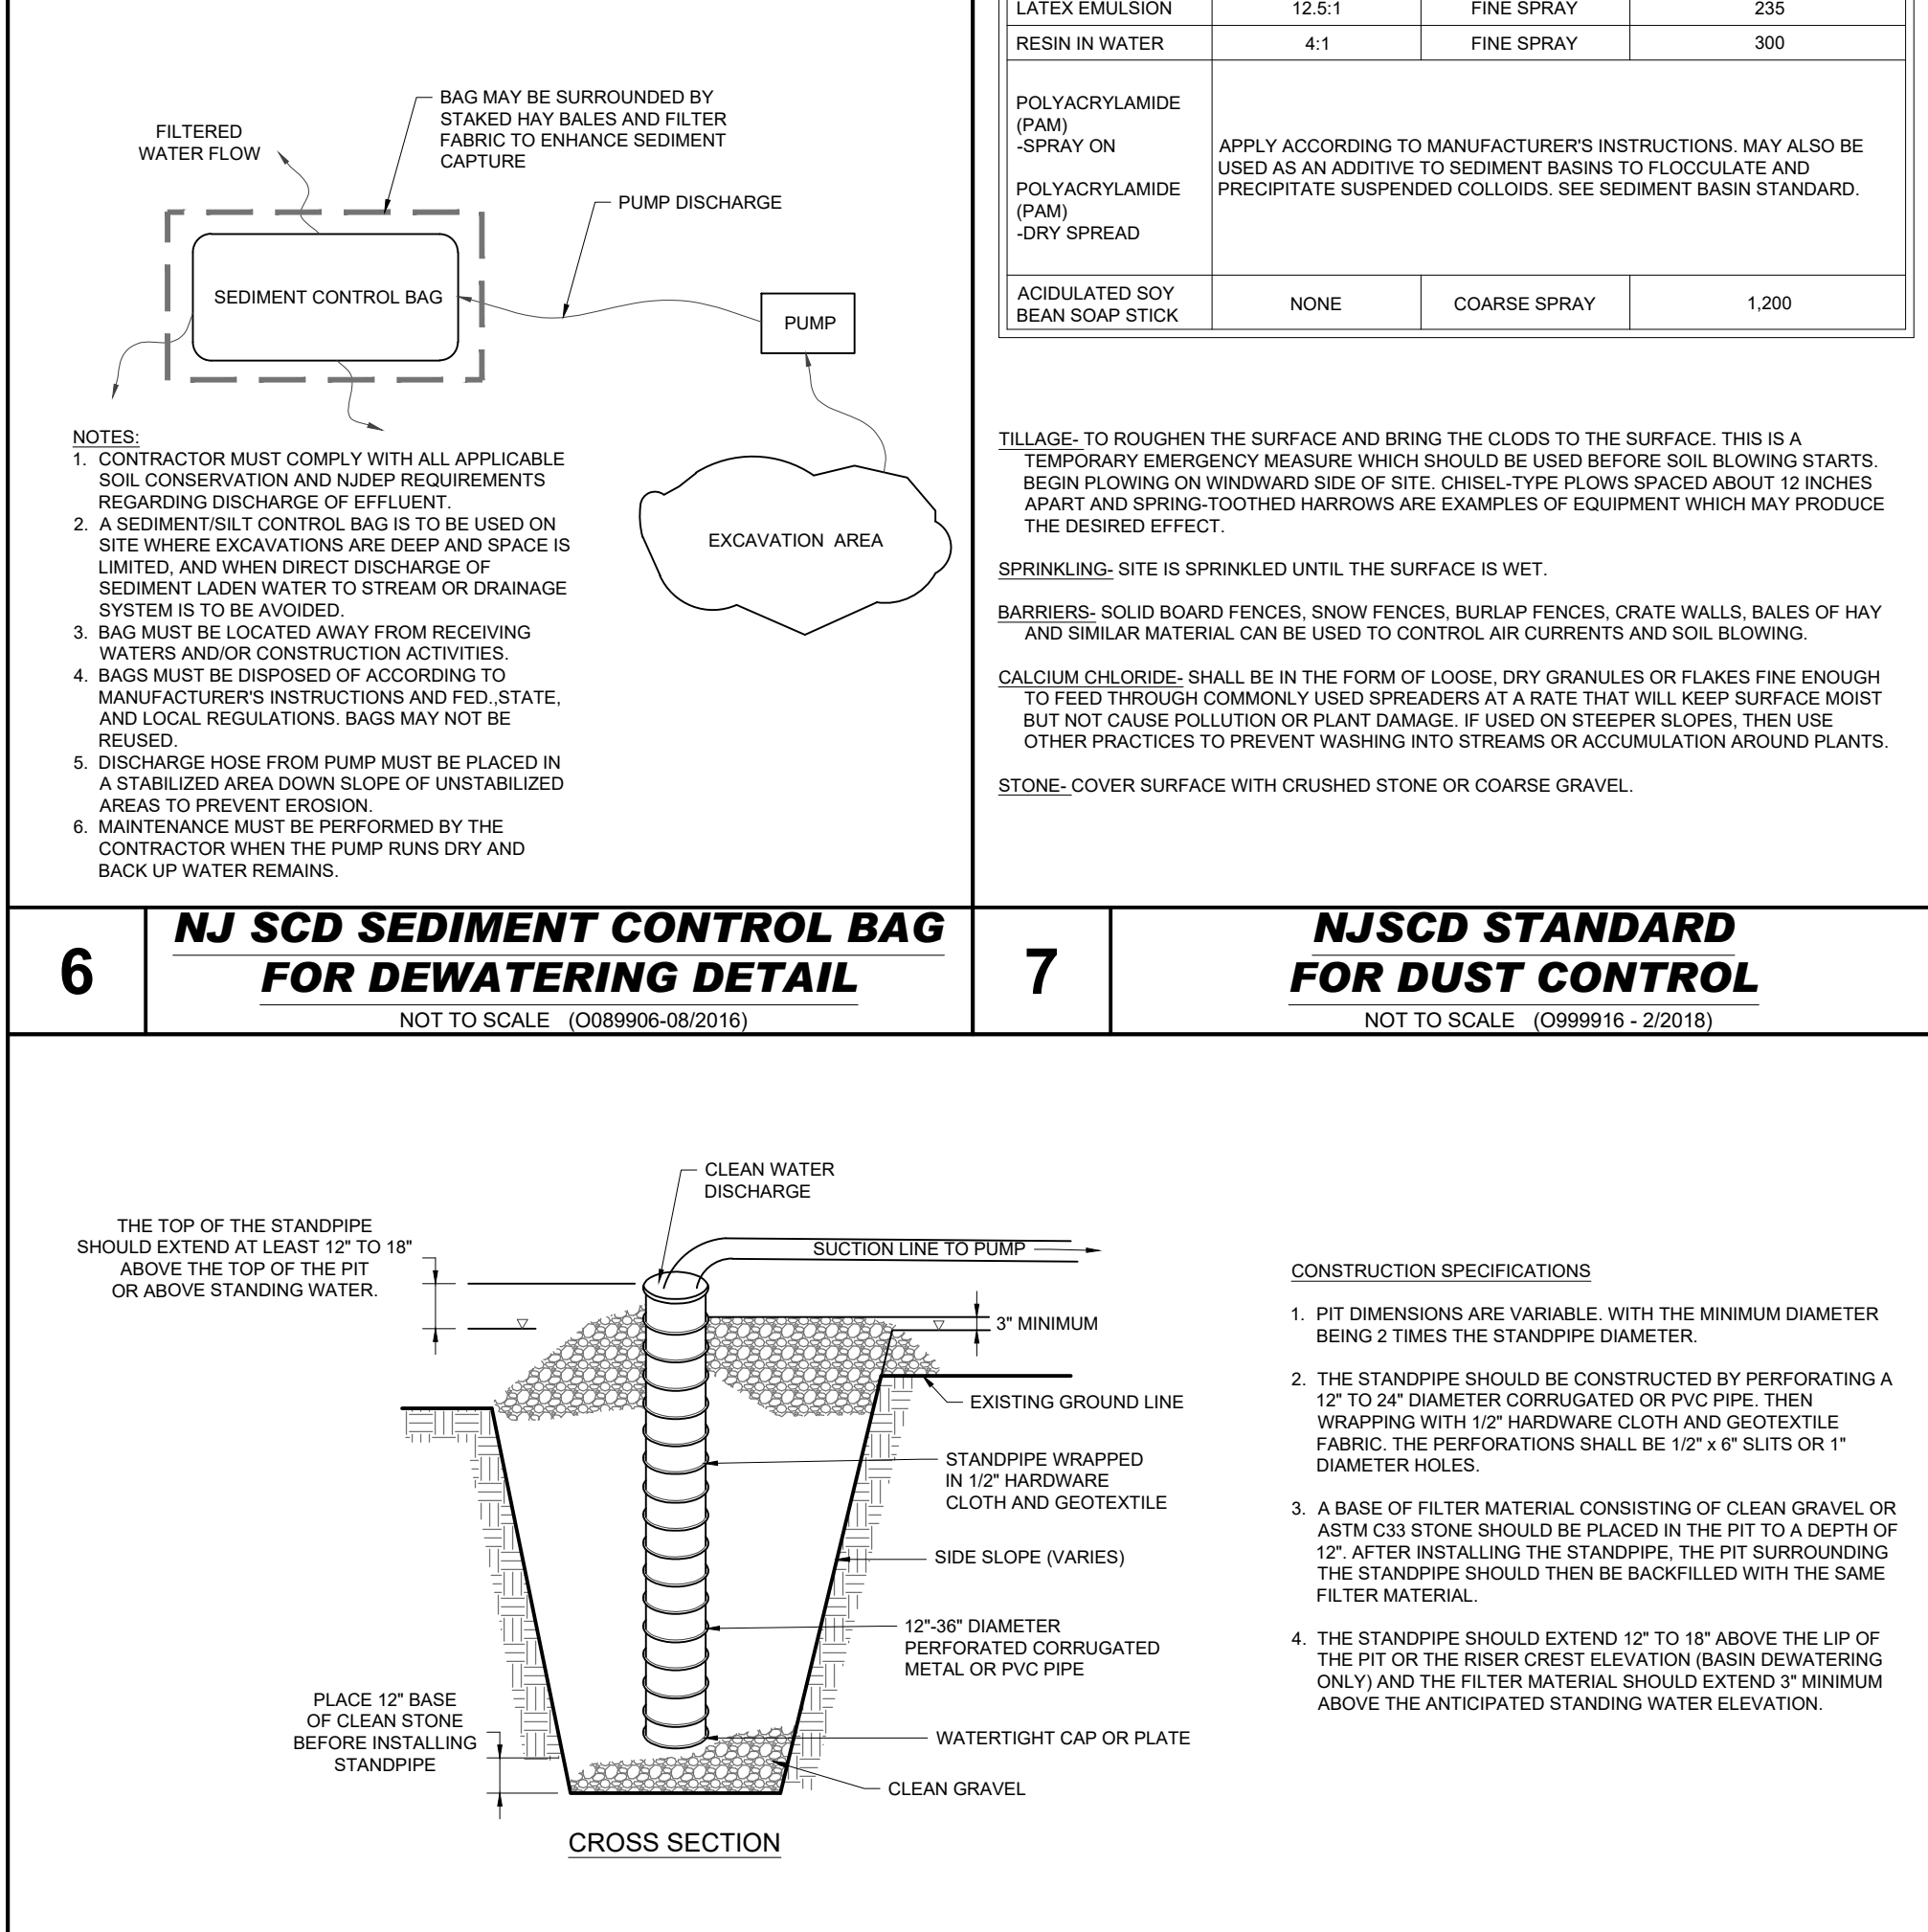 FILTERED
WATER FLOW
BAG MAY BE SURROUNDED BY
STAKED HAY BALES AND FILTER
FABRIC TO ENHANCE SEDIMENT
CAPTURE
PUMP DISCHARGE
SEDIMENT CONTROL BAG
PUMP
EXCAVATION AREA
NOTES:
1. CONTRACTOR MUST COMPLY WITH ALL APPLICABLE
SOIL CONSERVATION AND NJDEP REQUIREMENTS
REGARDING DISCHARGE OF EFFLUENT.
2. A SEDIMENT/SILT CONTROL BAG IS TO BE USED ON
SITE WHERE EXCAVATIONS ARE DEEP AND SPACE IS
LIMITED, AND WHEN DIRECT DISCHARGE OF
SEDIMENT LADEN WATER TO STREAM OR DRAINAGE
SYSTEM IS TO BE AVOIDED.
3. BAG MUST BE LOCATED AWAY FROM RECEIVING
WATERS AND/OR CONSTRUCTION ACTIVITIES.
4. BAGS MUST BE DISPOSED OF ACCORDING TO
MANUFACTURER'S INSTRUCTIONS AND FED.,STATE,
AND LOCAL REGULATIONS. BAGS MAY NOT BE
REUSED.
5. DISCHARGE HOSE FROM PUMP MUST BE PLACED IN
A STABILIZED AREA DOWN SLOPE OF UNSTABILIZED
AREAS TO PREVENT EROSION.
6. MAINTENANCE MUST BE PERFORMED BY THE
CONTRACTOR WHEN THE PUMP RUNS DRY AND
BACK UP WATER REMAINS.
6
NJ SCD SEDIMENT CONTROL BAG
FOR DEWATERING DETAIL
NOT TO SCALE (O089906-08/2016)
LATEX EMULSION 12.5:1 FINE SPRAY 235
RESIN IN WATER 4:1 FINE SPRAY 300
POLYACRYLAMIDE
(PAM)
-SPRAY ON
POLYACRYLAMIDE
(PAM)
-DRY SPREAD
APPLY ACCORDING TO MANUFACTURER'S INSTRUCTIONS. MAY ALSO BE
USED AS AN ADDITIVE TO SEDIMENT BASINS TO FLOCCULATE AND
PRECIPITATE SUSPENDED COLLOIDS. SEE SEDIMENT BASIN STANDARD.
ACIDULATED SOY
BEAN SOAP STICK
NONE COARSE SPRAY 1,200
TILLAGE- TO ROUGHEN THE SURFACE AND BRING THE CLODS TO THE SURFACE. THIS IS A
TEMPORARY EMERGENCY MEASURE WHICH SHOULD BE USED BEFORE SOIL BLOWING STARTS.
BEGIN PLOWING ON WINDWARD SIDE OF SITE. CHISEL-TYPE PLOWS SPACED ABOUT 12 INCHES
APART AND SPRING-TOOTHED HARROWS ARE EXAMPLES OF EQUIPMENT WHICH MAY PRODUCE
THE DESIRED EFFECT.
SPRINKLING- SITE IS SPRINKLED UNTIL THE SURFACE IS WET.
BARRIERS- SOLID BOARD FENCES, SNOW FENCES, BURLAP FENCES, CRATE WALLS, BALES OF HAY
AND SIMILAR MATERIAL CAN BE USED TO CONTROL AIR CURRENTS AND SOIL BLOWING.
CALCIUM CHLORIDE- SHALL BE IN THE FORM OF LOOSE, DRY GRANULES OR FLAKES FINE ENOUGH
TO FEED THROUGH COMMONLY USED SPREADERS AT A RATE THAT WILL KEEP SURFACE MOIST
BUT NOT CAUSE POLLUTION OR PLANT DAMAGE. IF USED ON STEEPER SLOPES, THEN USE
OTHER PRACTICES TO PREVENT WASHING INTO STREAMS OR ACCUMULATION AROUND PLANTS.
STONE- COVER SURFACE WITH CRUSHED STONE OR COARSE GRAVEL.
7
NJSCD STANDARD
FOR DUST CONTROL
NOT TO SCALE (O999916 - 2/2018)
CLEAN WATER
DISCHARGE
THE TOP OF THE STANDPIPE
SHOULD EXTEND AT LEAST 12" TO 18"
ABOVE THE TOP OF THE PIT
OR ABOVE STANDING WATER.
SUCTION LINE TO PUMP
3" MINIMUM
EXISTING GROUND LINE
STANDPIPE WRAPPED
IN 1/2" HARDWARE
CLOTH AND GEOTEXTILE
SIDE SLOPE (VARIES)
12"-36" DIAMETER
PERFORATED CORRUGATED
METAL OR PVC PIPE
PLACE 12" BASE
OF CLEAN STONE
BEFORE INSTALLING
STANDPIPE
WATERTIGHT CAP OR PLATE
CLEAN GRAVEL
CROSS SECTION
CONSTRUCTION SPECIFICATIONS
1. PIT DIMENSIONS ARE VARIABLE. WITH THE MINIMUM DIAMETER
BEING 2 TIMES THE STANDPIPE DIAMETER.
2. THE STANDPIPE SHOULD BE CONSTRUCTED BY PERFORATING A
12" TO 24" DIAMETER CORRUGATED OR PVC PIPE. THEN
WRAPPING WITH 1/2" HARDWARE CLOTH AND GEOTEXTILE
FABRIC. THE PERFORATIONS SHALL BE 1/2" x 6" SLITS OR 1"
DIAMETER HOLES.
3. A BASE OF FILTER MATERIAL CONSISTING OF CLEAN GRAVEL OR
ASTM C33 STONE SHOULD BE PLACED IN THE PIT TO A DEPTH OF
12". AFTER INSTALLING THE STANDPIPE, THE PIT SURROUNDING
THE STANDPIPE SHOULD THEN BE BACKFILLED WITH THE SAME
FILTER MATERIAL.
4. THE STANDPIPE SHOULD EXTEND 12" TO 18" ABOVE THE LIP OF
THE PIT OR THE RISER CREST ELEVATION (BASIN DEWATERING
ONLY) AND THE FILTER MATERIAL SHOULD EXTEND 3" MINIMUM
ABOVE THE ANTICIPATED STANDING WATER ELEVATION.